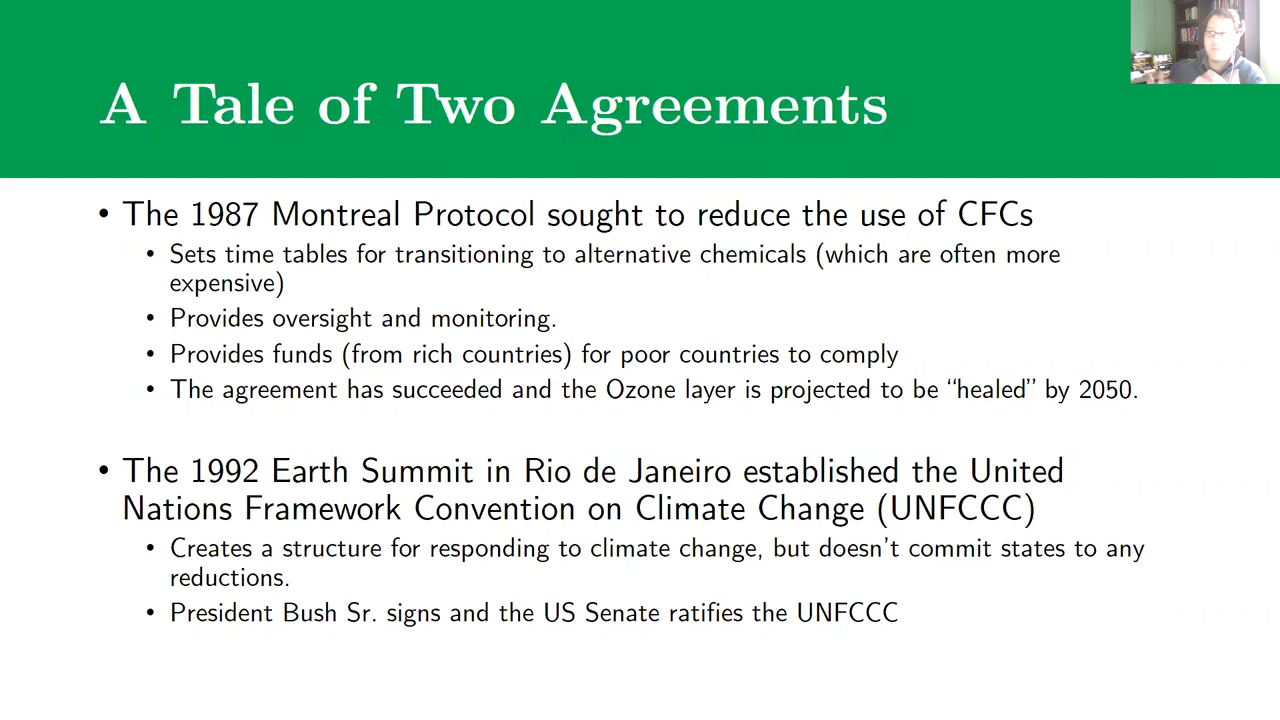 A Tale of Two Agreements
• The 1987 Montreal Protocol sought to reduce the use of CFCs
• Sets time tables for transitioning to alternative chemicals (which are often more
expensive)
• Provides oversight and monitoring.
• Provides funds (from rich countries) for poor countries to comply
• The agreement has succeeded and the Ozone layer is projected to be “healed” by 2050.
• The 1992 Earth Summit in Rio de Janeiro established the United
Nations Framework Convention on Climate Change (UNFCCC)
• Creates a structure for responding to climate change, but doesn’t commit states to any
reductions.
• President Bush Sr. signs and the US Senate ratifies the UNFCCC